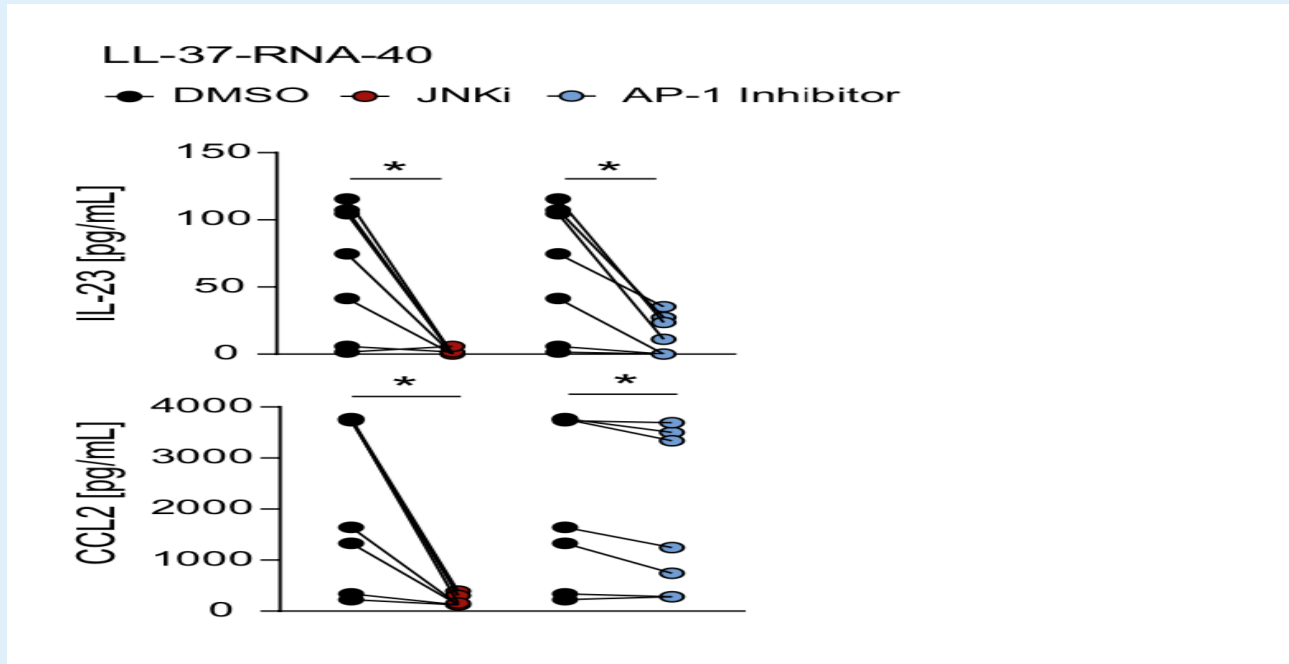 LL-37-RNA-40
DMSO JNKi AP-1 Inhibitor
IL-23 [pg/mL]
150
100
50
0
* *
CCL2 [pg/mL]
4000
3000
2000
1000
0
* *